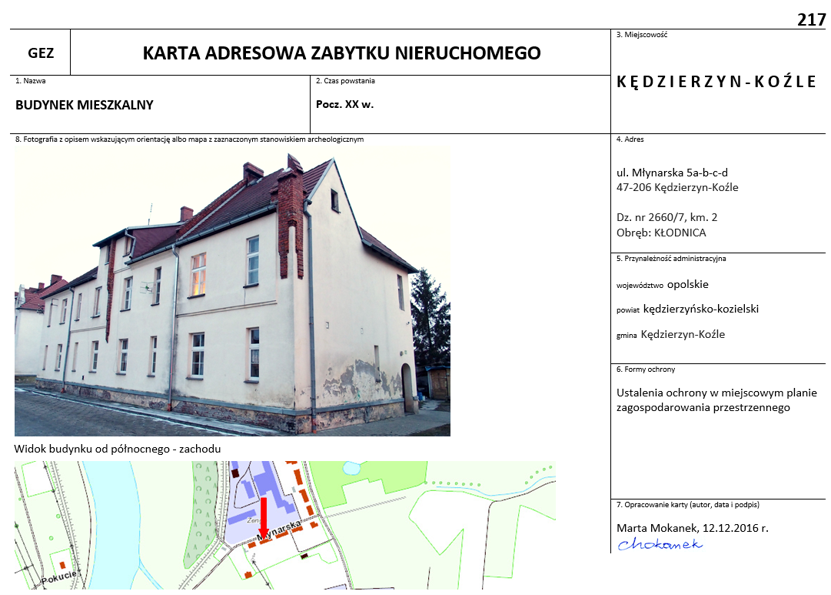 217
GEZ
KARTA ADRESOWA ZABYTKU NIERUCHOMEGO
3. Miejscowość
KĘDZIERZYN-KOŹLE
1. Nazwa
BUDYNEK MIESZKALNY
2. Czas powstania
Pocz. XX w.
8. Fotografia z opisem wskazującym orientację albo mapa z zaznaczonym stanowiskiem archeologicznym
4. Adres
ul. Młynarska 5a-b-c-d
47-206 Kędzierzyn-Koźle
Dz. nr 2660/7, km. 2
Obręb: KŁODNICA
5. Przynależność administracyjna
województwo opolskie
powiat kędzierzyńsko-kozielski
gmina Kędzierzyn-Koźle
6. Formy ochrony
Ustalenia ochrony w miejscowym planie
zagospodarowania przestrzennego
7. Opracowanie karty (autor, data i podpis)
Marta Mokanek, 12.12.2016 r.
Widok budynku od północnego - zachodu
Młynarska
Pokucie